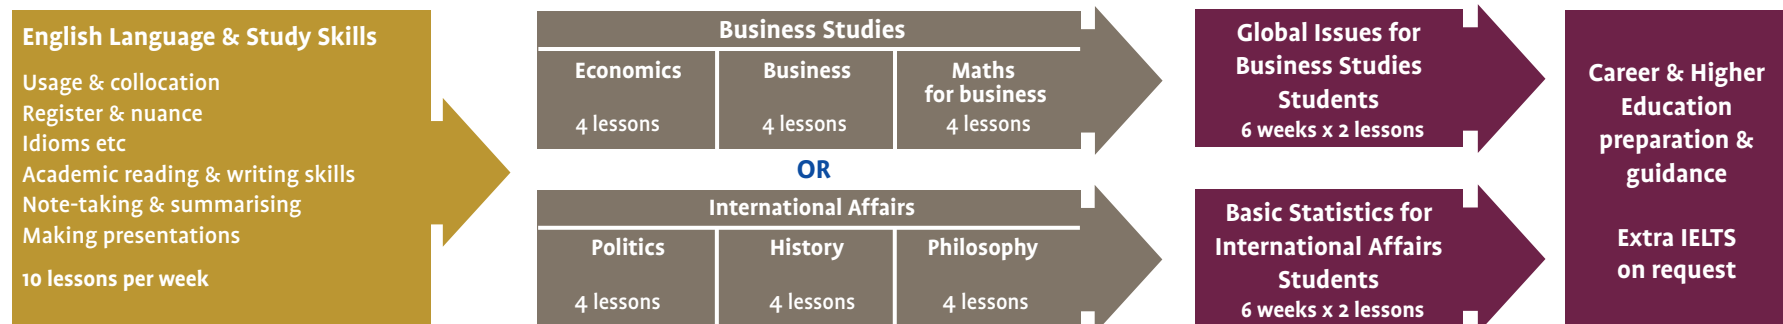 English Language & Study Skills
Usage & collocation
Register & nuance
Idioms etc
Academic reading & writing skills
Note-taking & summarising
Making presentations
10 lessons per week
Business Studies
Economics
4 lessons
Business
4 lessons
Maths
for business
4 lessons
OR
International Affairs
Politics
4 lessons
History
4 lessons
Philosophy
4 lessons
Global Issues for
Business Studies
Students
6 weeks x 2 lessons
Basic Statistics for
International Affairs
Students
6 weeks x 2 lessons
Career & Higher
Education
preparation &
guidance
Extra IELTS
on request